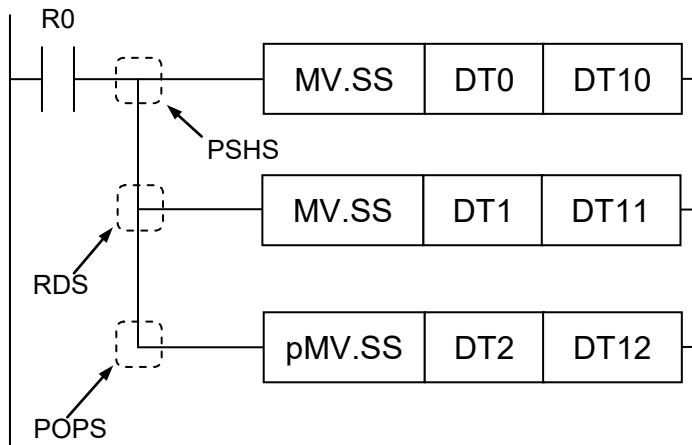 R0
MV.SS DT0 DT10
PSHS
MV.SS DT1 DT11
RDS
pMV.SS DT2 DT12
POPS